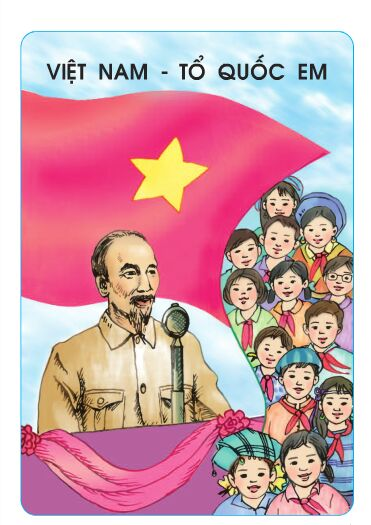 VIỆT NAM - TỔ QUỐC EM